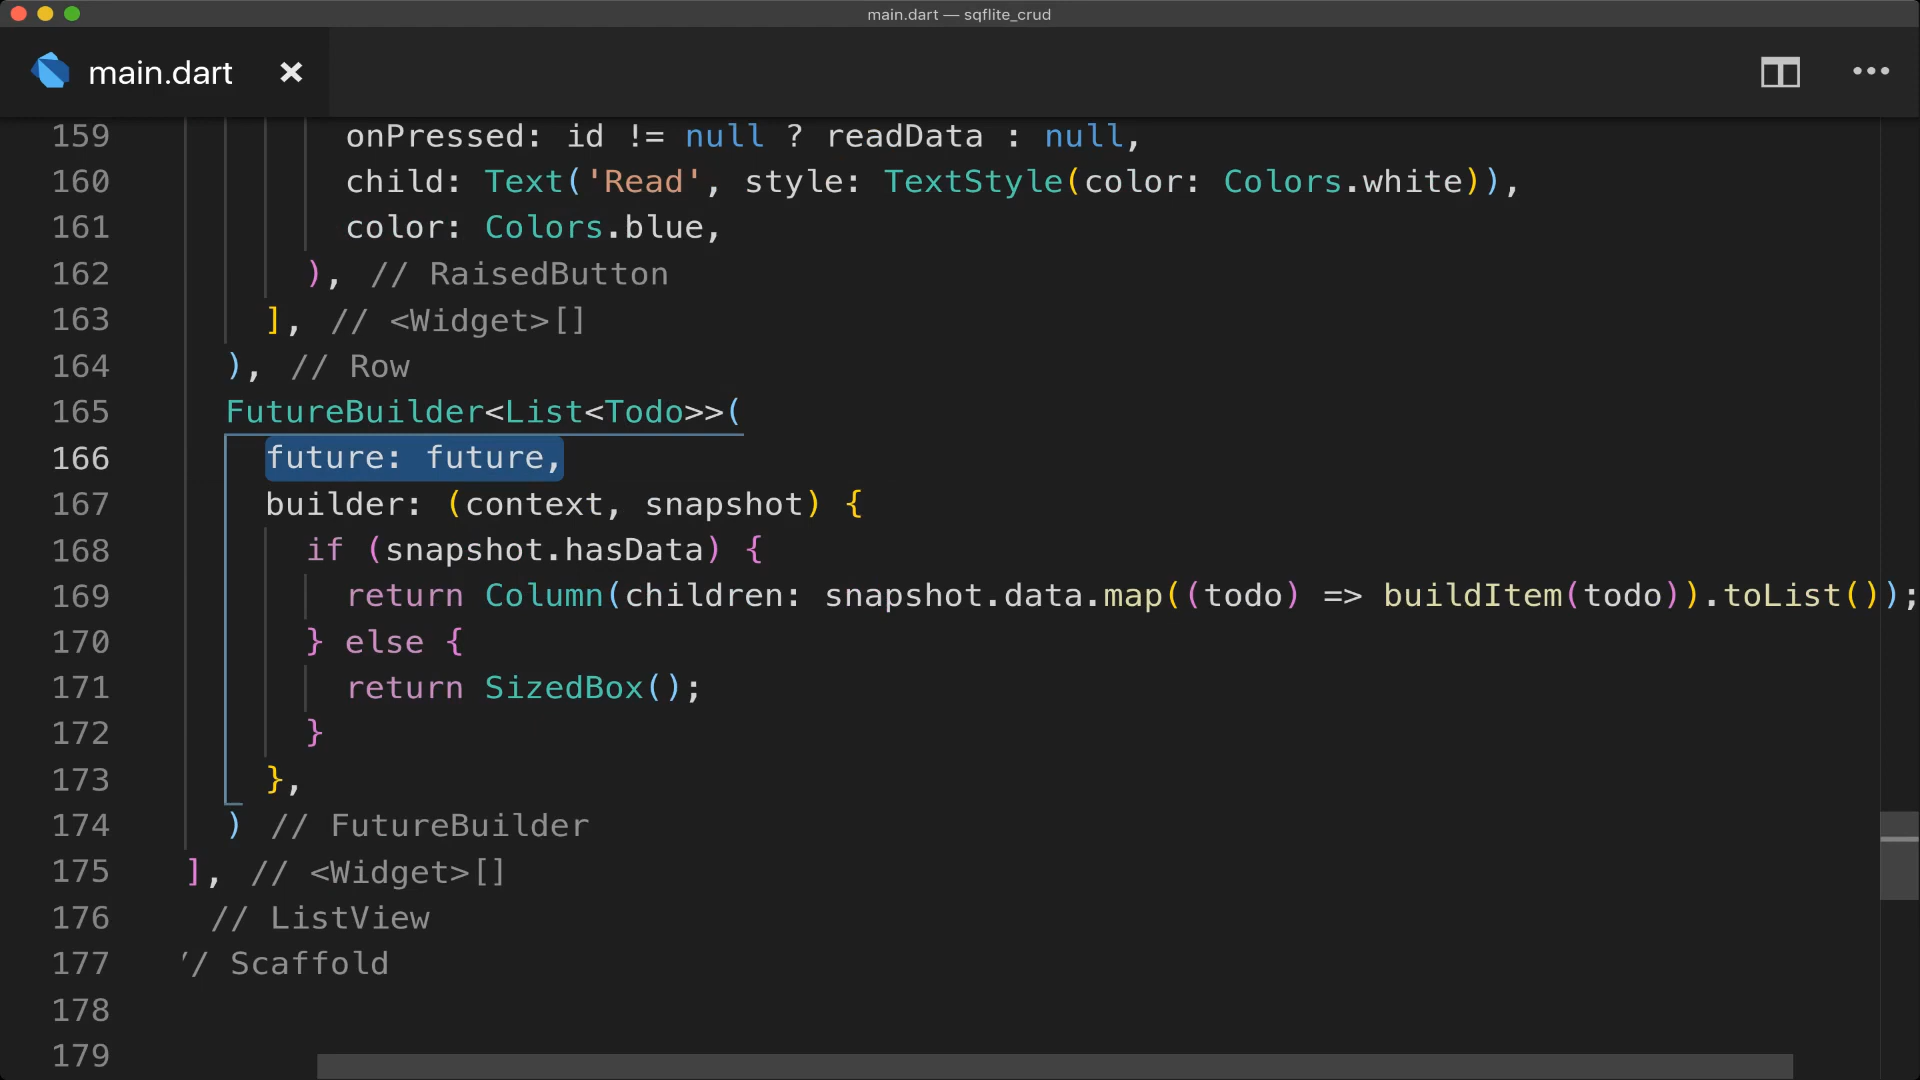 main.dart — sqflite_crud
main.dart
159 onPressed: id != null ? readData : null,
160 child: Text('Read', style: TextStyle(color: Colors.white)),
161 color: Colors.blue,
162 ), // RaisedButton
163 ], // <Widget>[]
164 ), // Row
165 FutureBuilder<List<Todo>>(
166 future: future,
167 builder: (context, snapshot) {
168 if (snapshot.hasData) {
169 return Column(children: snapshot.data.map((todo) => buildItem(todo)).toList());
170 } else {
171 return SizedBox();
172 }
173 },
174 ) // FutureBuilder
175 ], // <Widget>[]
176 // ListView
177 // Scaffold
178
179